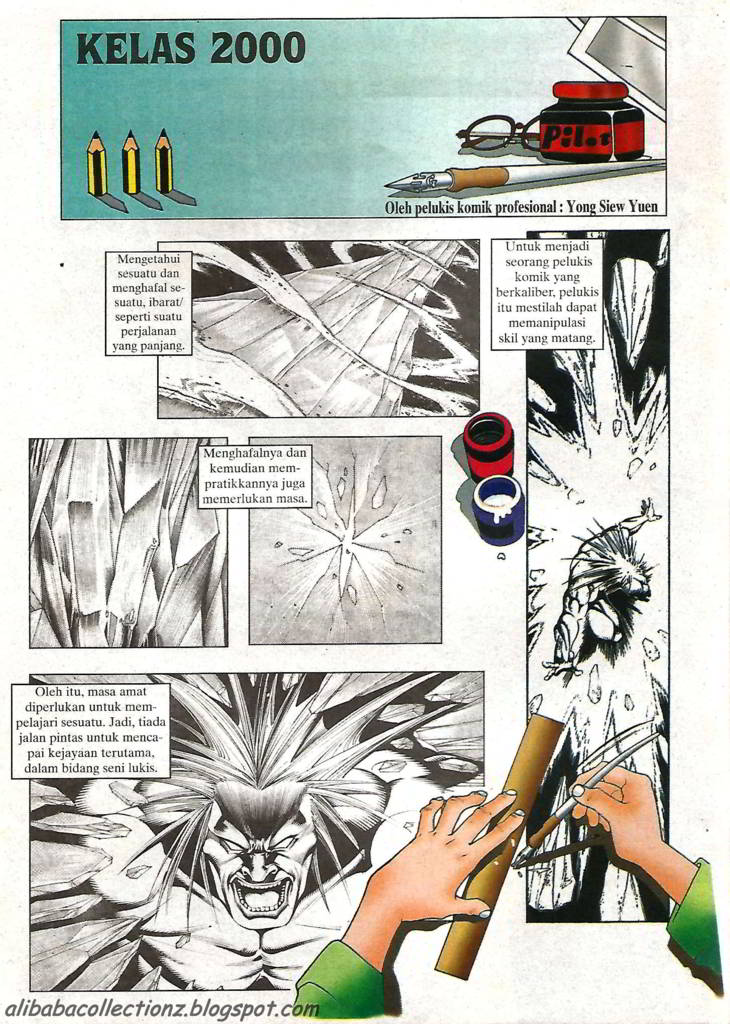 KELAS 2000
Pilot
Oleh pelukis komik profesional : Yong Siew Yuen
Mengetahui
sesuatu dan
menghafal se-
suatu, ibarat/
seperti suatu
perjalanan
yang panjang.
Untuk menjadi
seorang pelukis
komik yang
berkaliber, pelukis
itu mestilah dapat
memanipulasi
skil yang matang.
Menghafalnya dan
kemudian mem-
pratikkannya juga
memerlukan masa.
Oleh itu, masa amat
diperlukan untuk mem-
pelajari sesuatu. Jadi, tiada
jalan pintas untuk menca-
pai kejayaan terutama,
dalam bidang seni lukis.
alibabacollectionz.blogspot.com